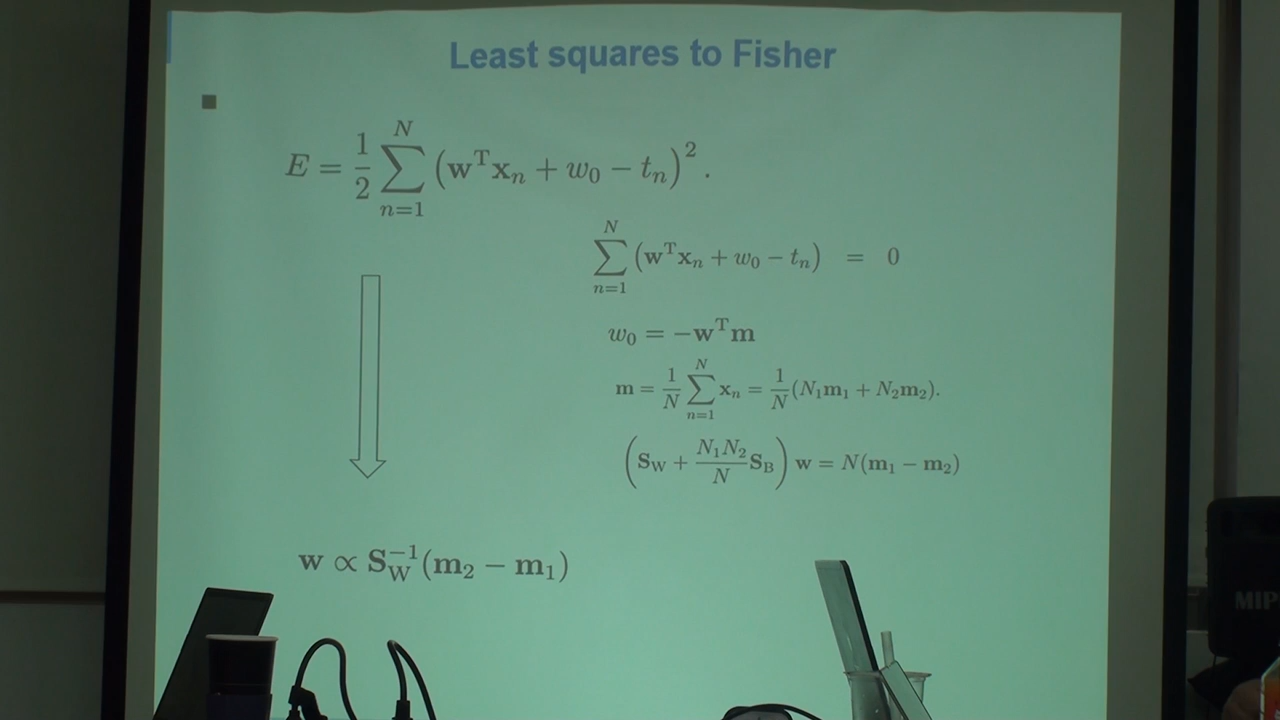 Least squares to Fisher
E = \frac{1}{2} \sum_{n=1}^{N} (w^T x_n + w_0 − t_n)^2 .
\sum_{n=1}^{N} (w^T x_n + w_0 − t_n) = 0
w_0 = −w^T m
m = \frac{1}{N} \sum_{n=1}^{N} x_n = \frac{1}{N} (N_1 m_1 + N_2 m_2).
(S_W + \frac{N_1 N_2}{N} S_B) w = N(m_1 − m_2)
w ∝ S_W^{−1} (m_2 − m_1)